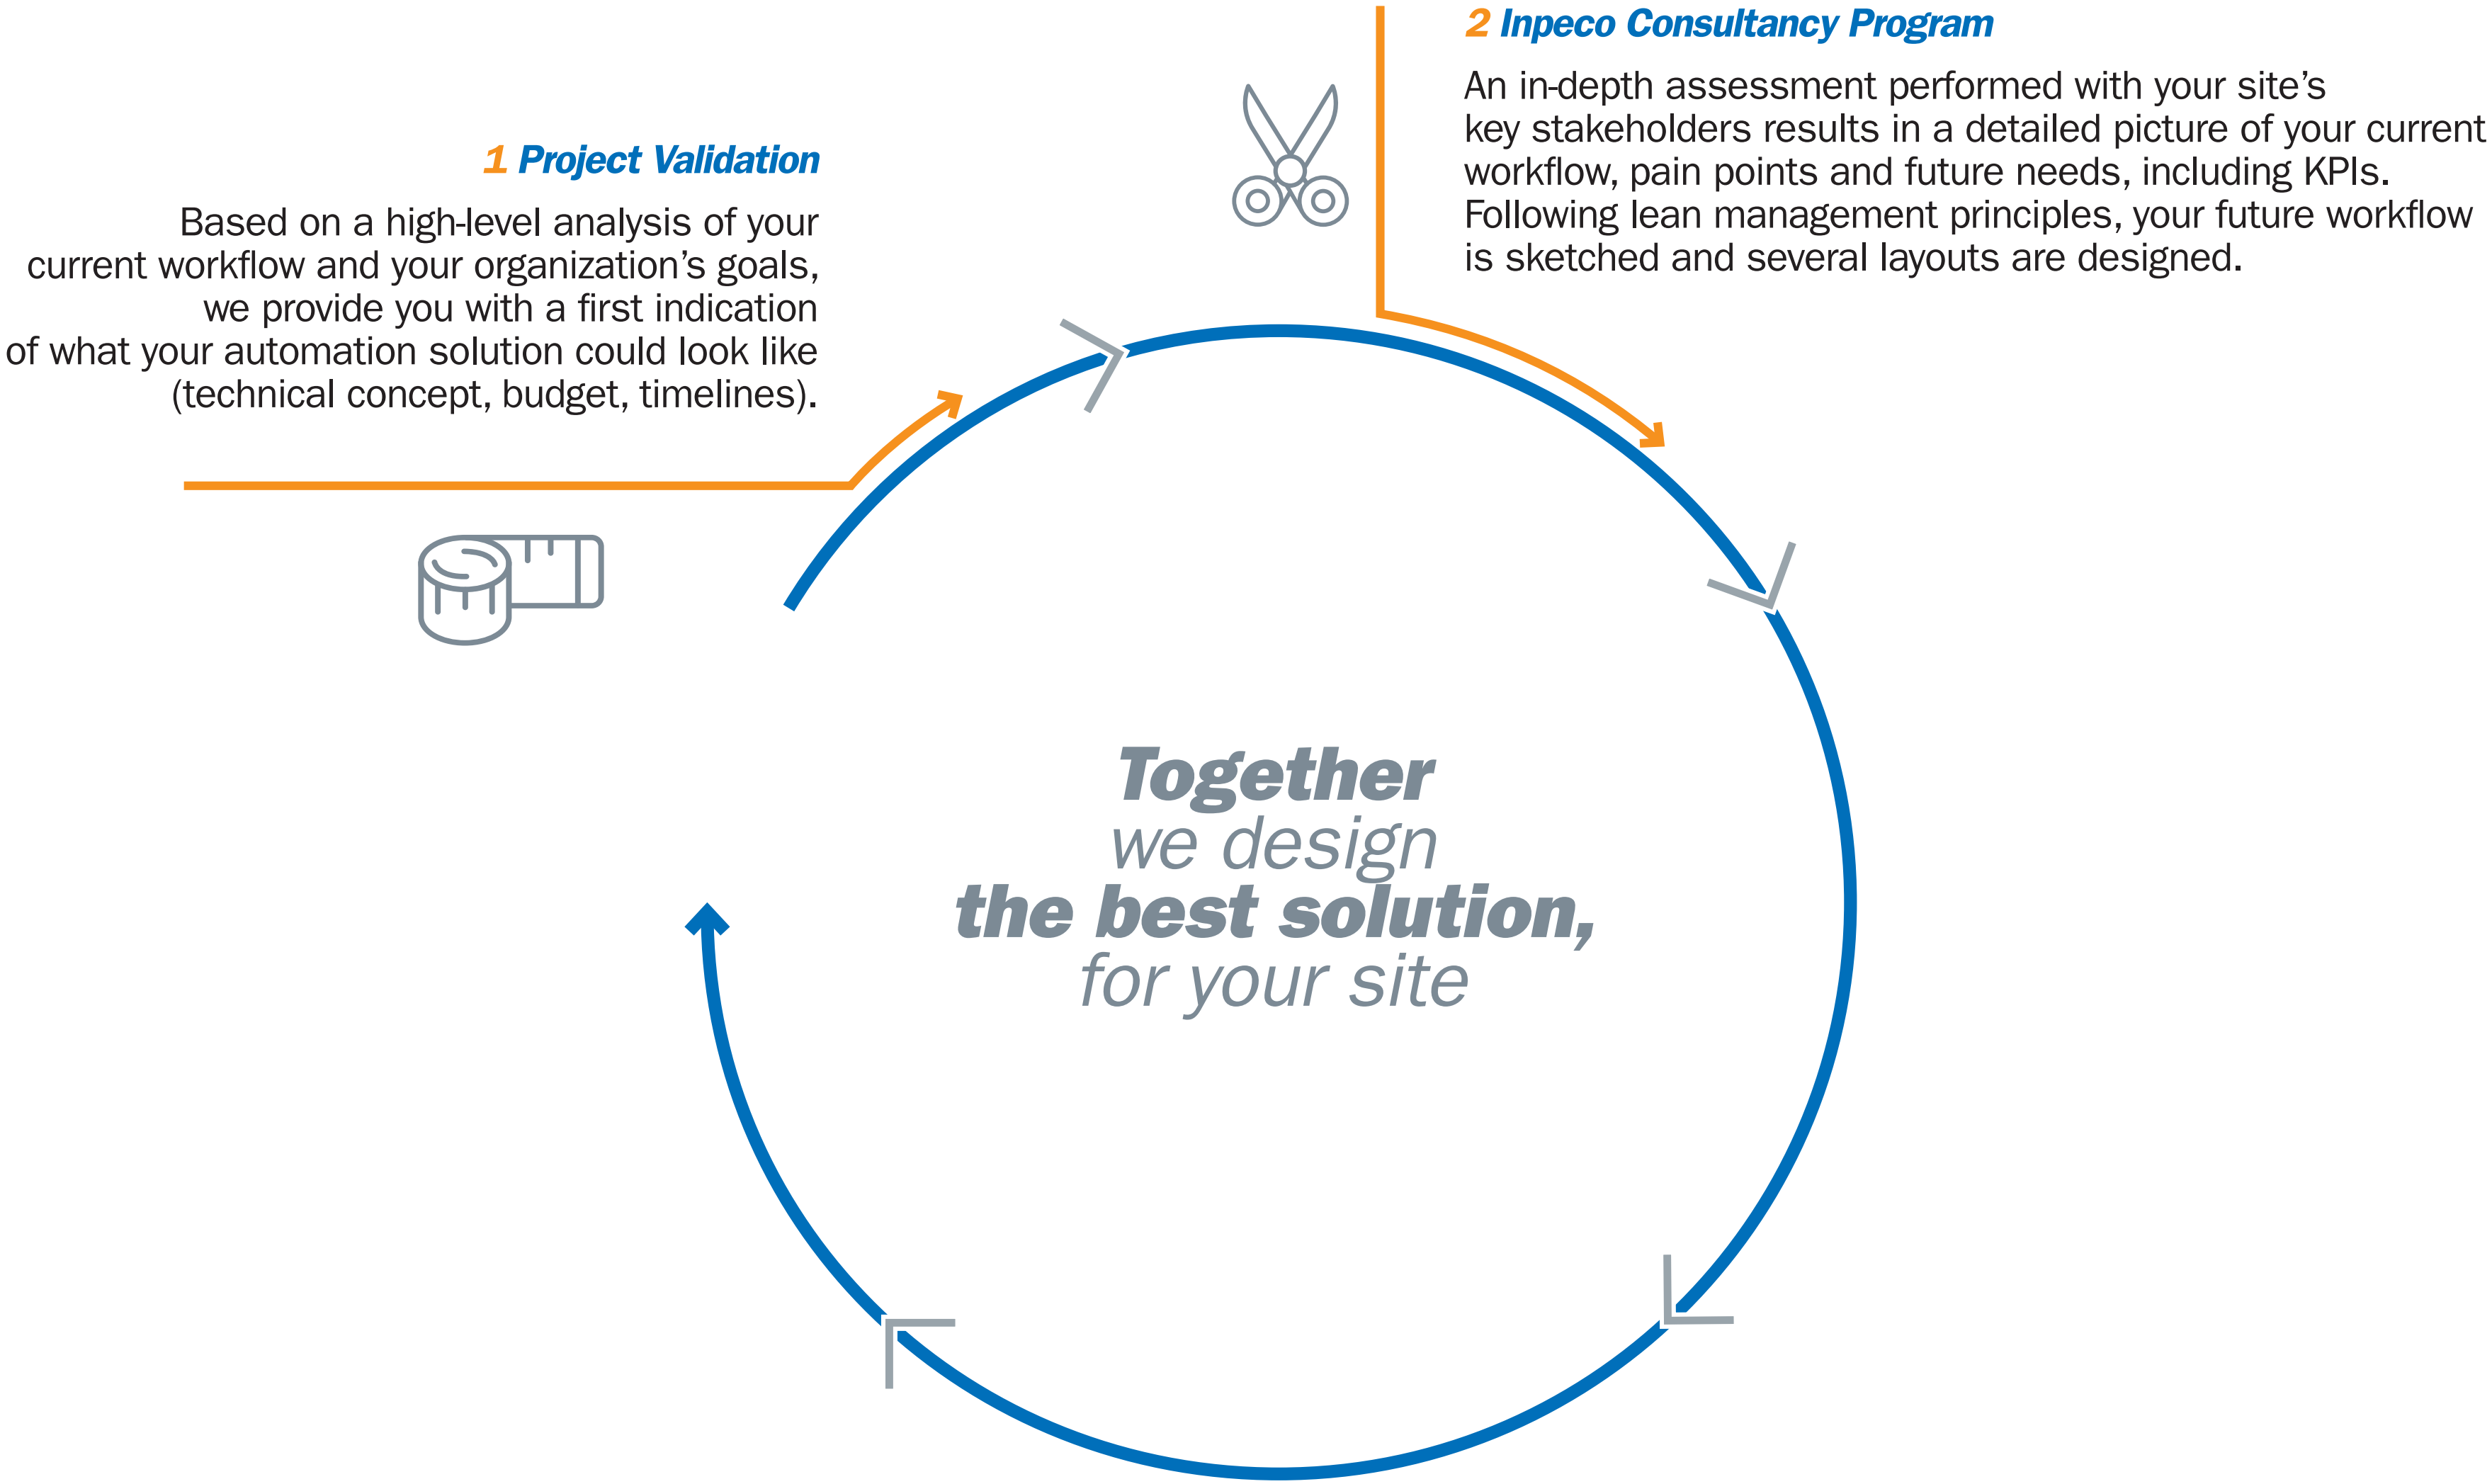 1 Project Validation
Based on a high-level analysis of your
current workflow and your organization's goals,
we provide you with a first indication
of what your automation solution could look like
(technical concept, budget, timelines).
2 Inpeco Consultancy Program
An in-depth assessment performed with your site's
key stakeholders results in a detailed picture of your current
workflow, pain points and future needs, including KPIs.
Following lean management principles, your future workflow
is sketched and several layouts are designed.
Together
we design
the best solution,
for your site